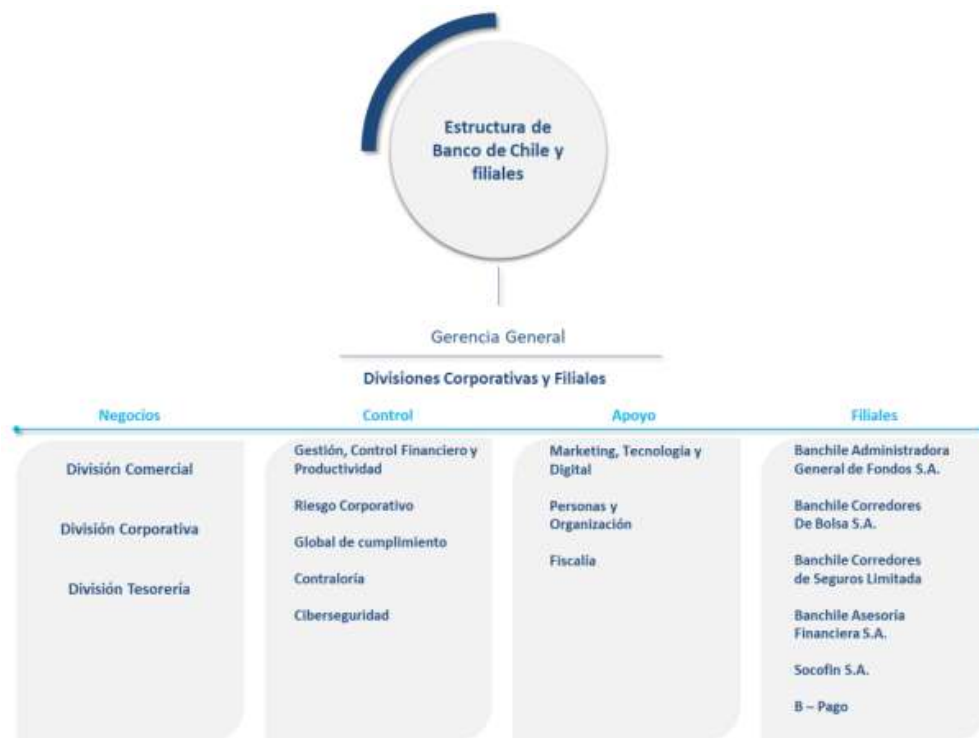 Estructura de
Banco de Chile y
filiales
Gerencia General
Divisiones Corporativas y Filiales
Negocios
Control
Apoyo
Filiales
División Comercial
División Corporativa
División Tesorería
Gestión, Control Financiero y
Productividad
Riesgo Corporativo
Global de cumplimiento
Contraloría
Ciberseguridad
Marketing, Tecnología y
Digital
Personas y
Organización
Fiscalía
Banchile Administradora
General de Fondos S.A.
Banchile Corredores
De Bolsa S.A.
Banchile Corredores
de Seguros Limitada
Banchile Asesoría
Financiera S.A.
Socofin S.A.
B – Pago